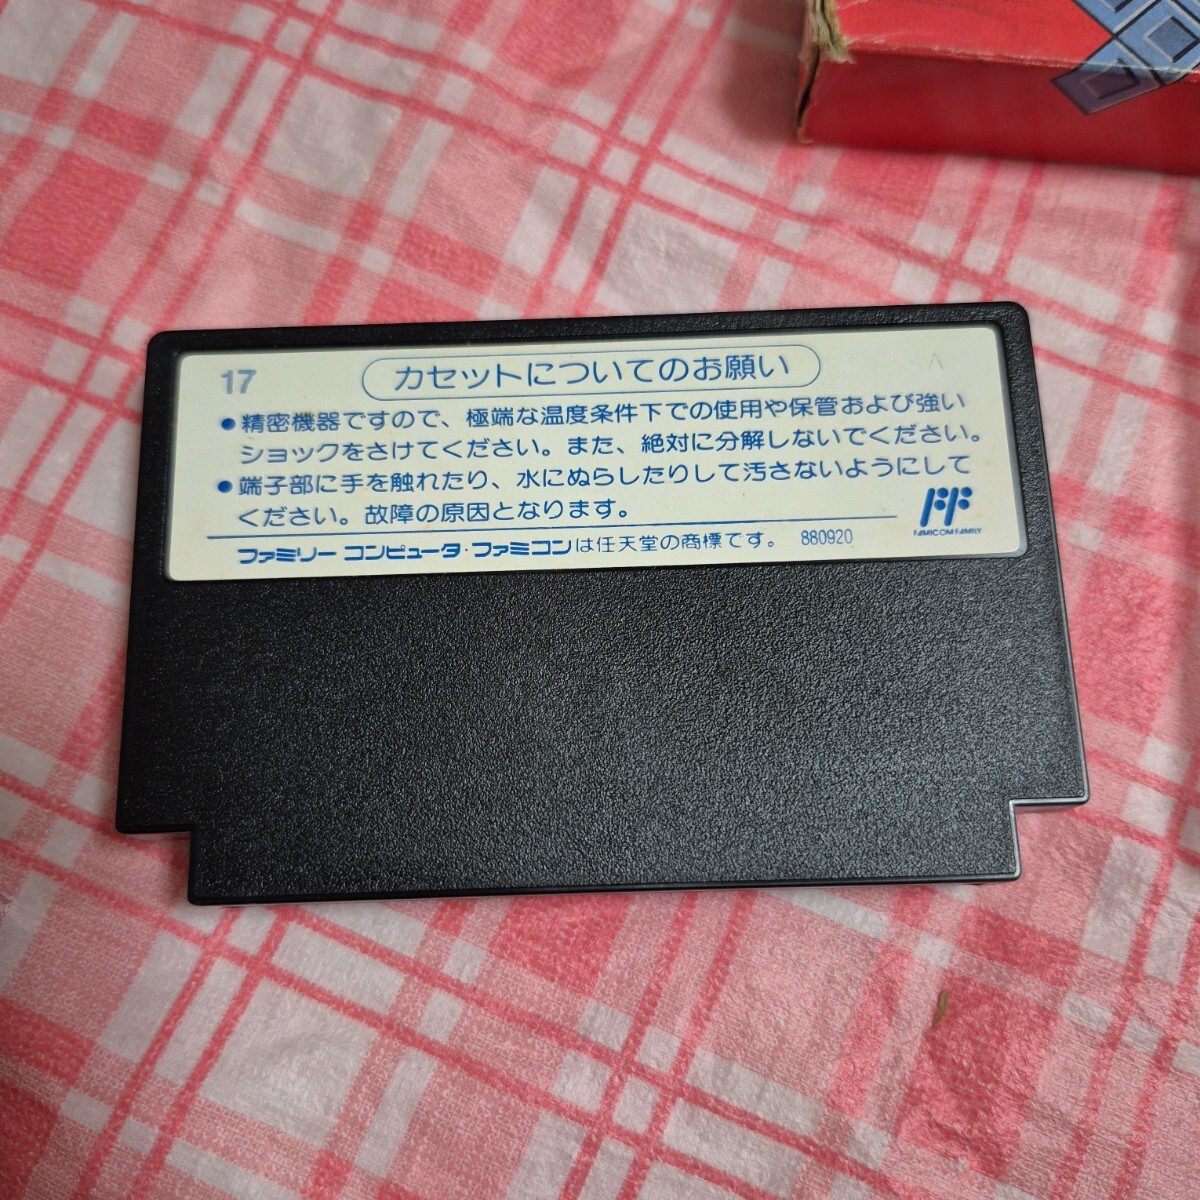 17
カセットについてのお願い
●精密機器ですので、極端な温度条件下での使用や保管および強い
ショックをさけてください。また、絶対に分解しないでください。
●端子部に手を触れたり、水にぬらしたりして汚さないようにして
ください。故障の原因となります。
FAMICOM FAMILY
ファミリー コンピュータ・ファミコンは任天堂の商標です。 880920